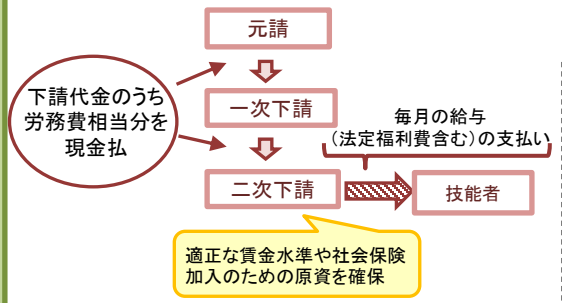 元請
下請代金のうち
労務費相当分を
現金払
一次下請
毎月の給与
(法定福利費含む)の支払い
二次下請
技能者
適正な賃金水準や社会保険
加入のための原資を確保